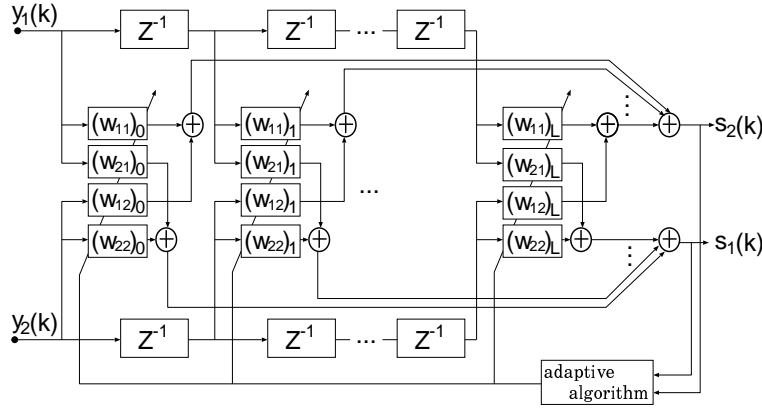 y₁(k) Z⁻¹ Z⁻¹ ... Z⁻¹
(w₁₁)₀ (w₁₁)₁ (w₁₁)L ⋮ s₂(k)
(w₂₁)₀ (w₂₁)₁ (w₂₁)L
(w₁₂)₀ (w₁₂)₁ ... (w₁₂)L
(w₂₂)₀ (w₂₂)₁ (w₂₂)L ⋮ s₁(k)
y₂(k) Z⁻¹ Z⁻¹ ... Z⁻¹
adaptive
algorithm